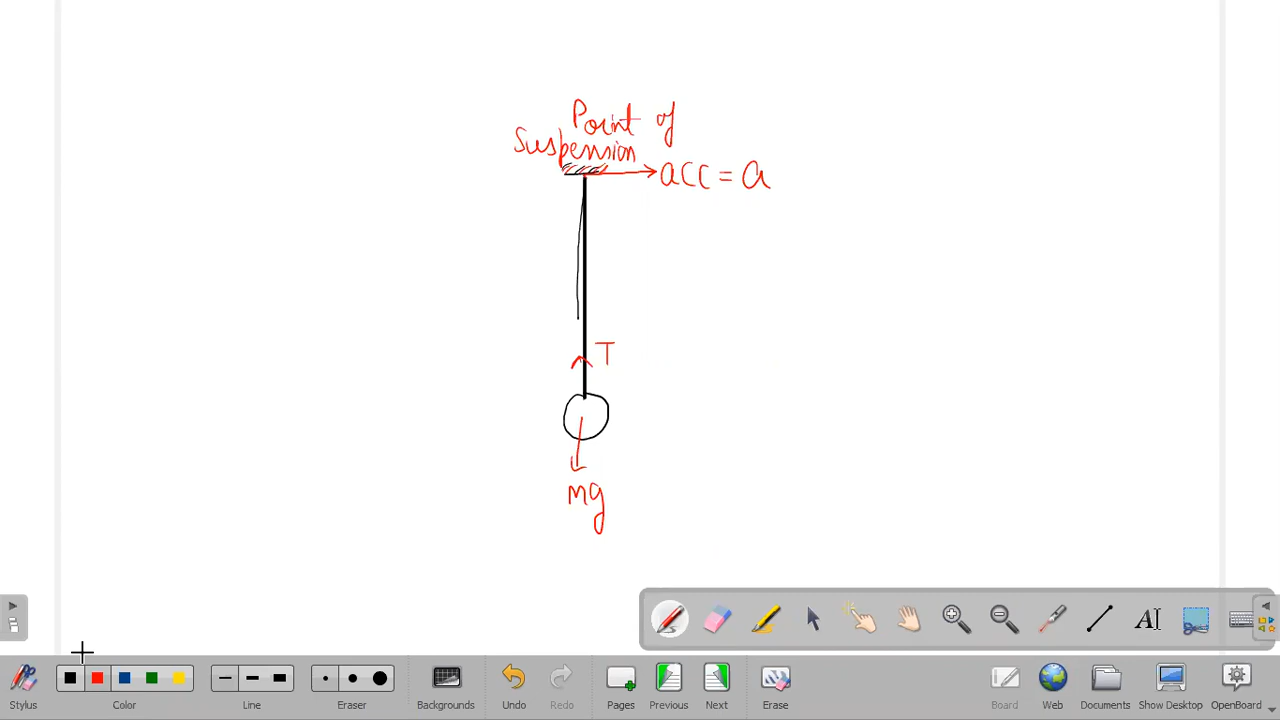 Point of
Suspension
acc = a
T
mg
Stylus
Color
Line
Eraser
Backgrounds
Undo
Redo
Pages
Previous
Next
Erase
Board
Web
Documents
Show Desktop
OpenBoard